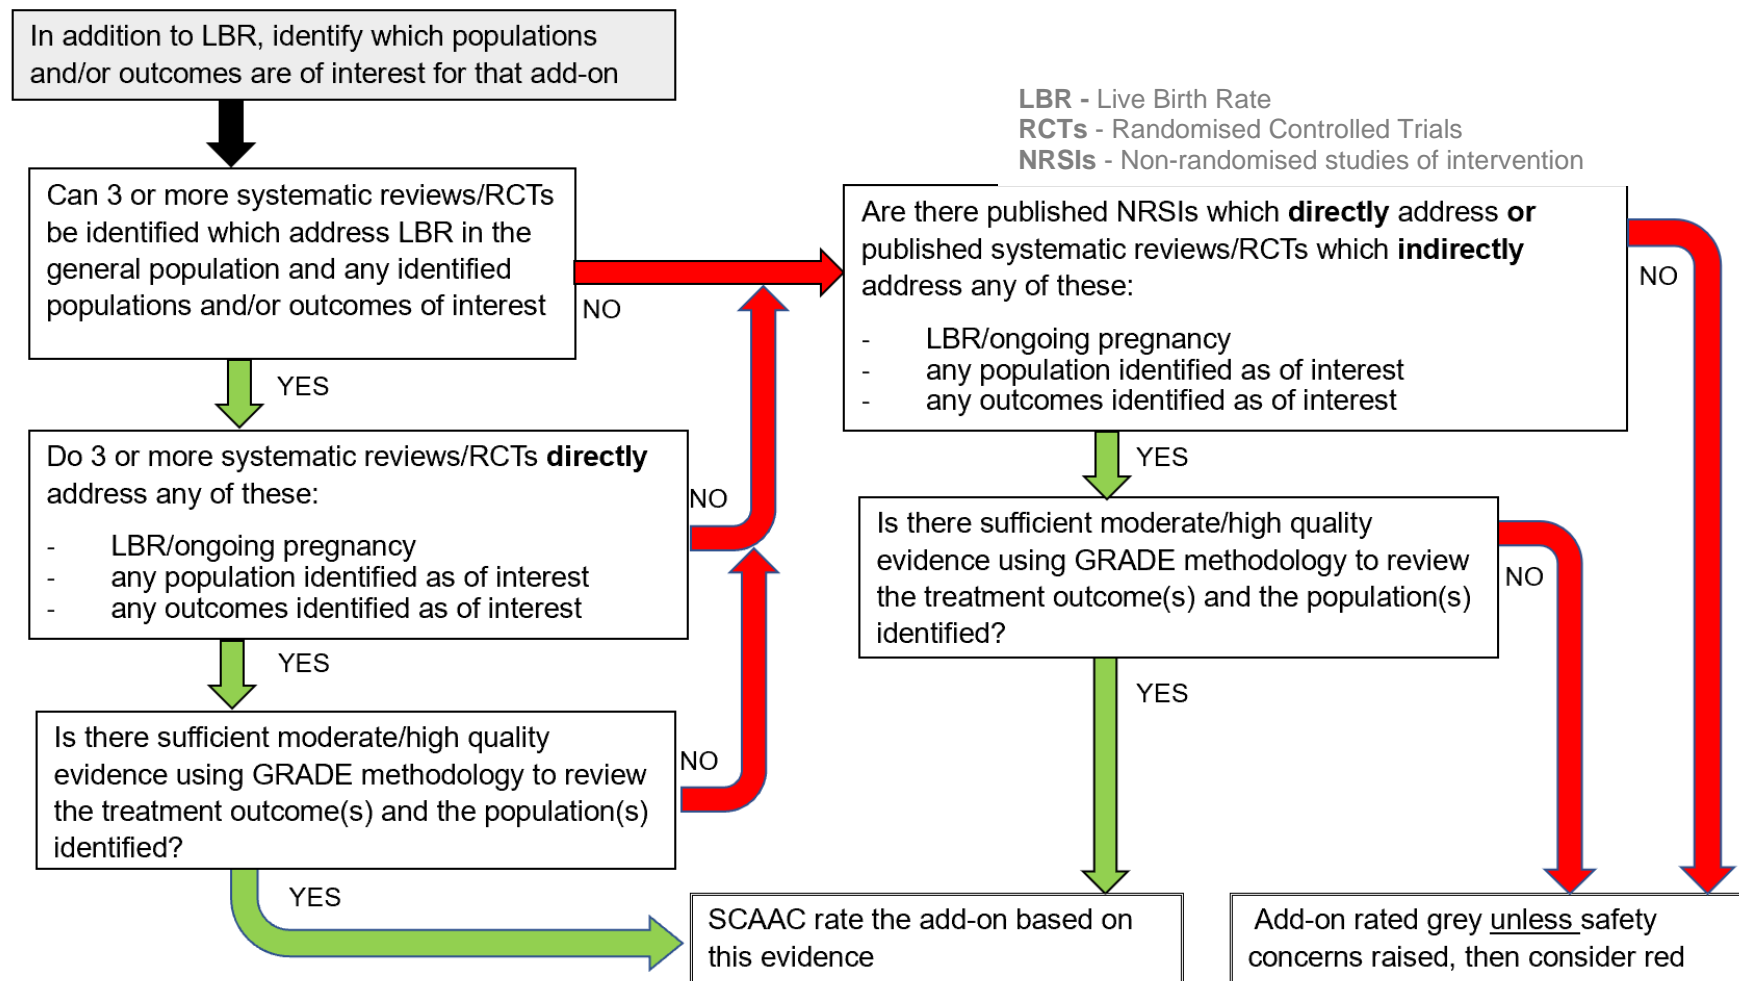 In addition to LBR, identify which populations
and/or outcomes are of interest for that add-on
LBR - Live Birth Rate
RCTs - Randomised Controlled Trials
NRSIs - Non-randomised studies of intervention
Can 3 or more systematic reviews/RCTs
be identified which address LBR in the
general population and any identified
populations and/or outcomes of interest
NO
YES
Do 3 or more systematic reviews/RCTs directly
address any of these:
- LBR/ongoing pregnancy
- any population identified as of interest
- any outcomes identified as of interest
NO
YES
Is there sufficient moderate/high quality
evidence using GRADE methodology to review
the treatment outcome(s) and the population(s)
identified?
NO
YES
Are there published NRSIs which directly address or
published systematic reviews/RCTs which indirectly
address any of these:
- LBR/ongoing pregnancy
- any population identified as of interest
- any outcomes identified as of interest
NO
YES
Is there sufficient moderate/high quality
evidence using GRADE methodology to review
the treatment outcome(s) and the population(s)
identified?
NO
YES
SCAAC rate the add-on based on
this evidence
Add-on rated grey unless safety
concerns raised, then consider red